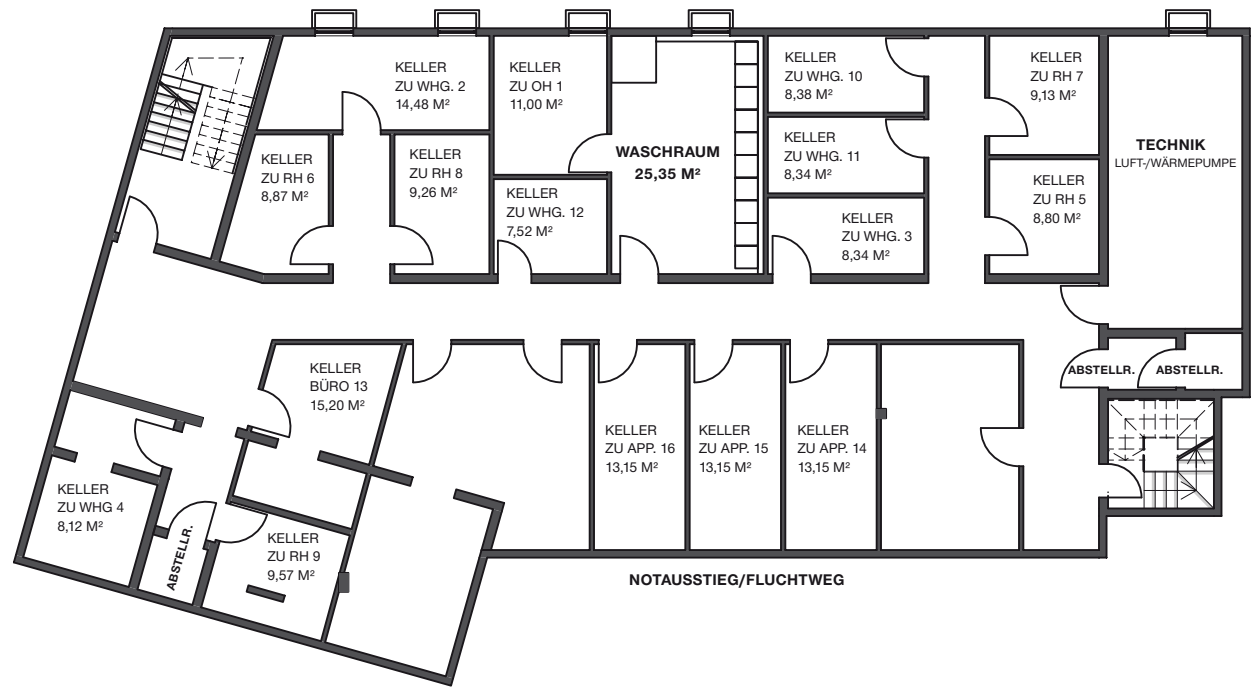 KELLER
ZU WHG. 2
14,48 M²
KELLER
ZU OH 1
11,00 M²
WASCHRAUM
25,35 M²
KELLER
ZU WHG. 10
8,38 M²
KELLER
ZU RH 7
9,13 M²
TECHNIK
LUFT-/WÄRMEPUMPE
KELLER
ZU RH 6
8,87 M²
KELLER
ZU RH 8
9,26 M²
KELLER
ZU WHG. 12
7,52 M²
KELLER
ZU WHG. 11
8,34 M²
KELLER
ZU WHG. 3
8,34 M²
KELLER
ZU RH 5
8,80 M²
KELLER
BÜRO 13
15,20 M²
ABSTELLR.
ABSTELLR.
KELLER
ZU APP. 16
13,15 M²
KELLER
ZU APP. 15
13,15 M²
KELLER
ZU APP. 14
13,15 M²
KELLER
ZU WHG 4
8,12 M²
ABSTELLR.
KELLER
ZU RH 9
9,57 M²
NOTAUSSTIEG/FLUCHTWEG